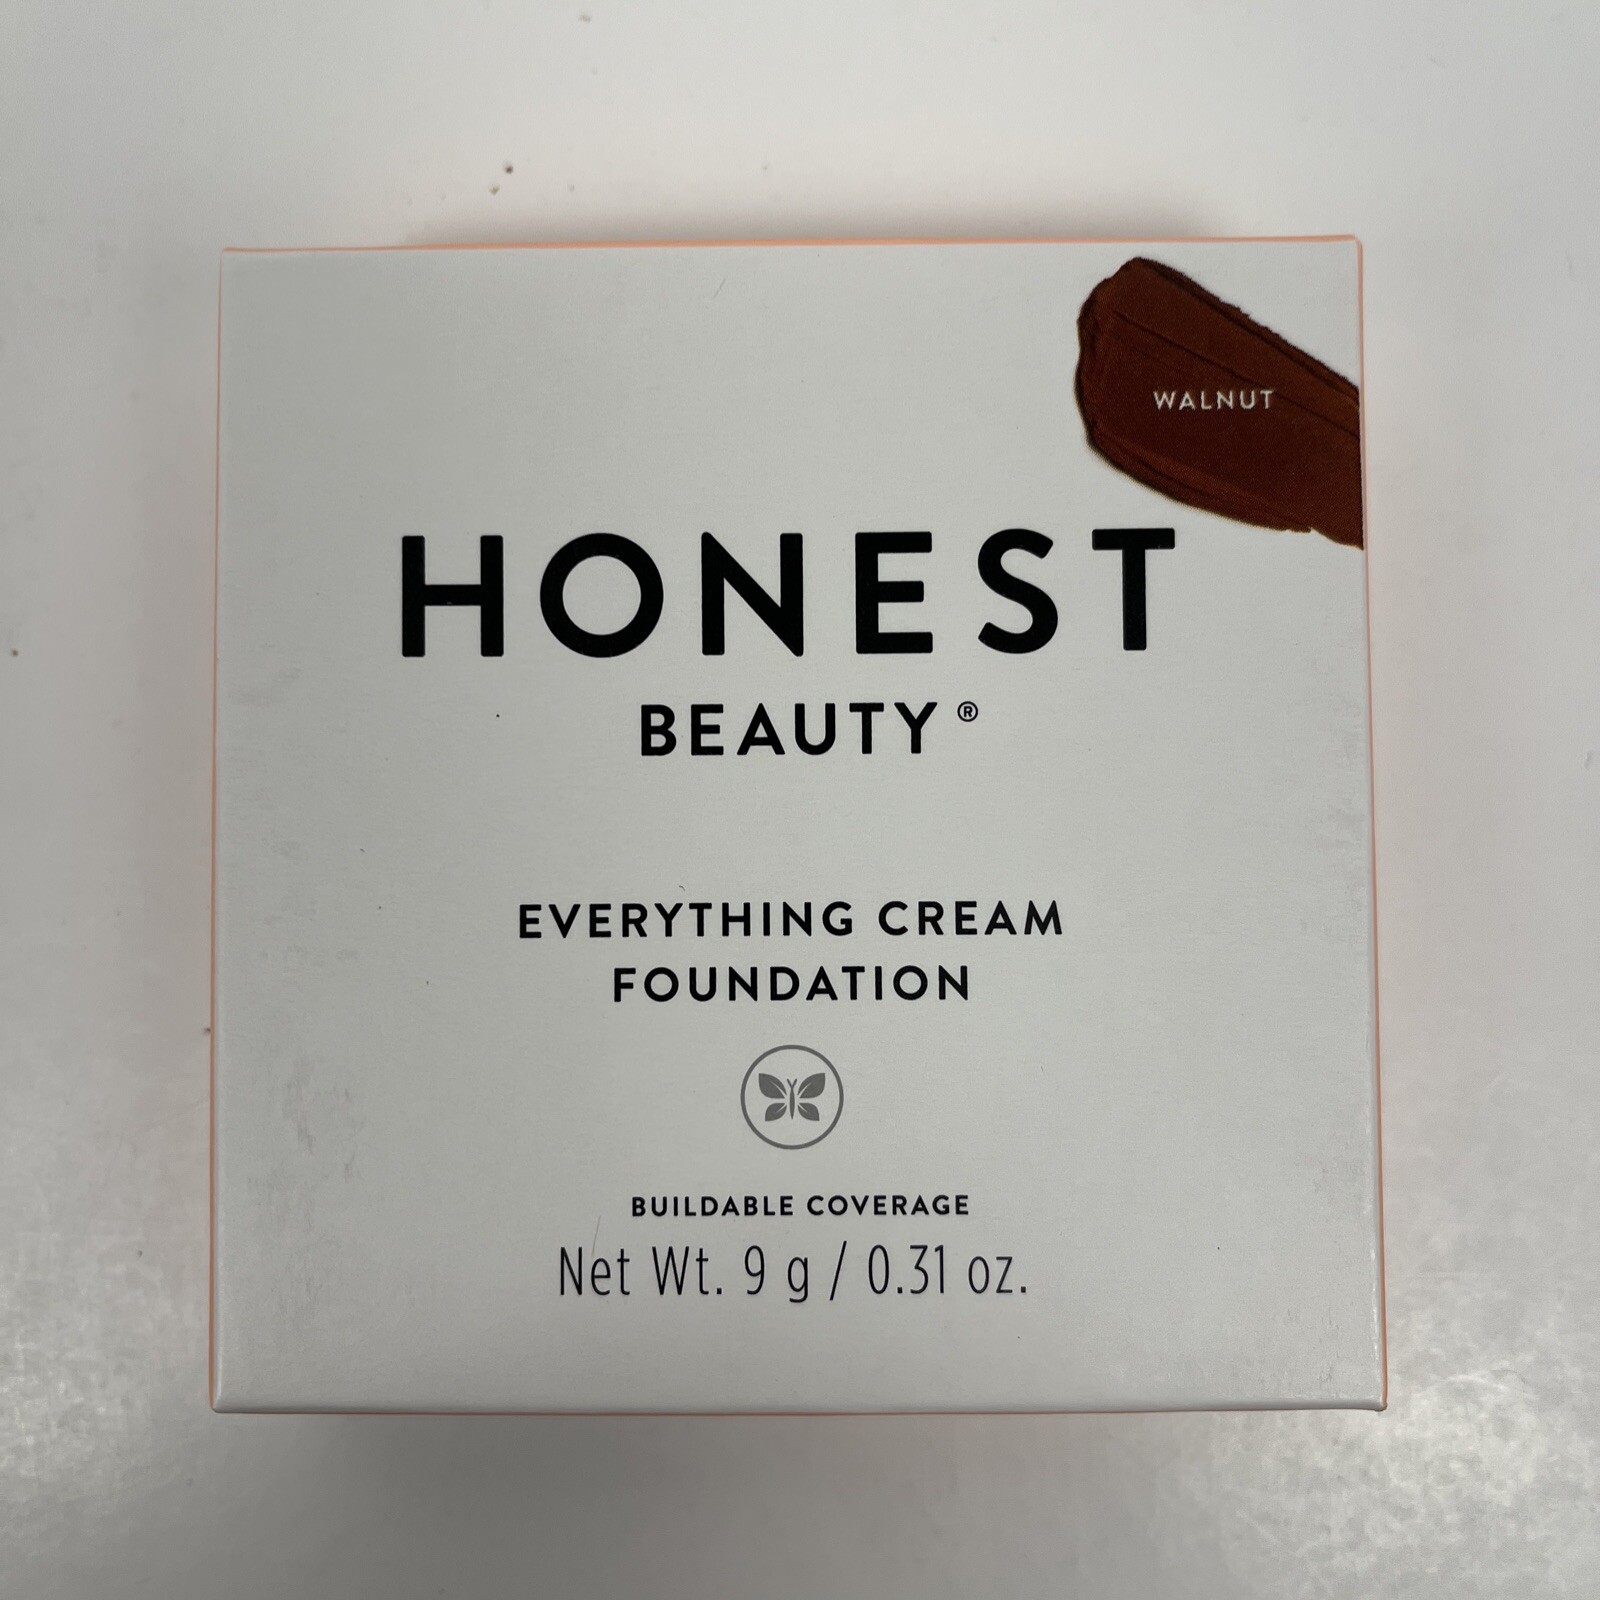 WALNUT
HONEST
BEAUTY®
EVERYTHING CREAM
FOUNDATION
BUILDABLE COVERAGE
Net Wt. 9 g / 0.31 oz.